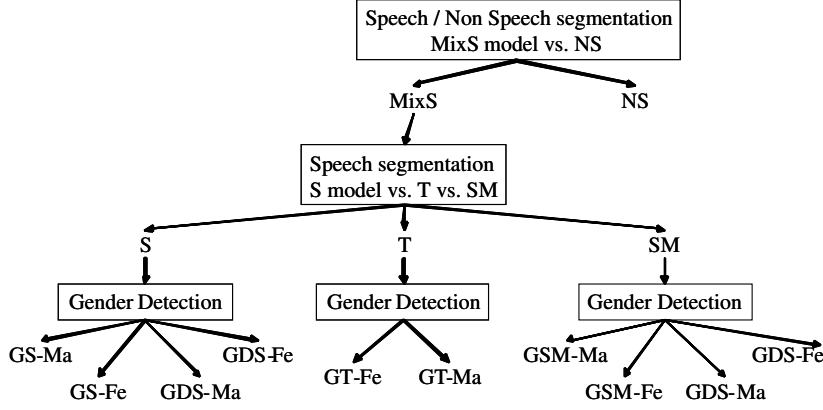 Speech / Non Speech segmentation
MixS model vs. NS
MixS
NS
Speech segmentation
S model vs. T vs. SM
S
T
SM
Gender Detection
Gender Detection
Gender Detection
GS-Ma
GDS-Fe
GS-Fe
GDS-Ma
GT-Fe
GT-Ma
GSM-Ma
GDS-Fe
GSM-Fe
GDS-Ma